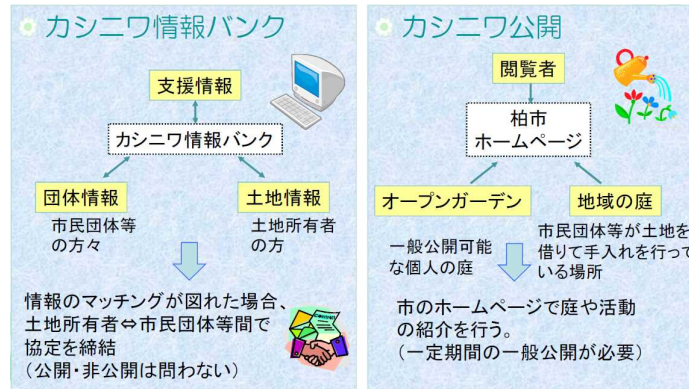 カシニワ情報バンク
支援情報
カシニワ情報バンク
団体情報
土地情報
市民団体等
の方々
土地所有者
の方
情報のマッチングが図れた場合、
土地所有者⇔市民団体等間で
協定を締結
（公開・非公開は問わない）
カシニワ公開
閲覧者
柏市
ホームページ
オープンガーデン
地域の庭
一般公開可能
な個人の庭
市民団体等が土地を
借りて手入れを行って
いる場所
市のホームページで庭や活動
の紹介を行う。
（一定期間の一般公開が必要）